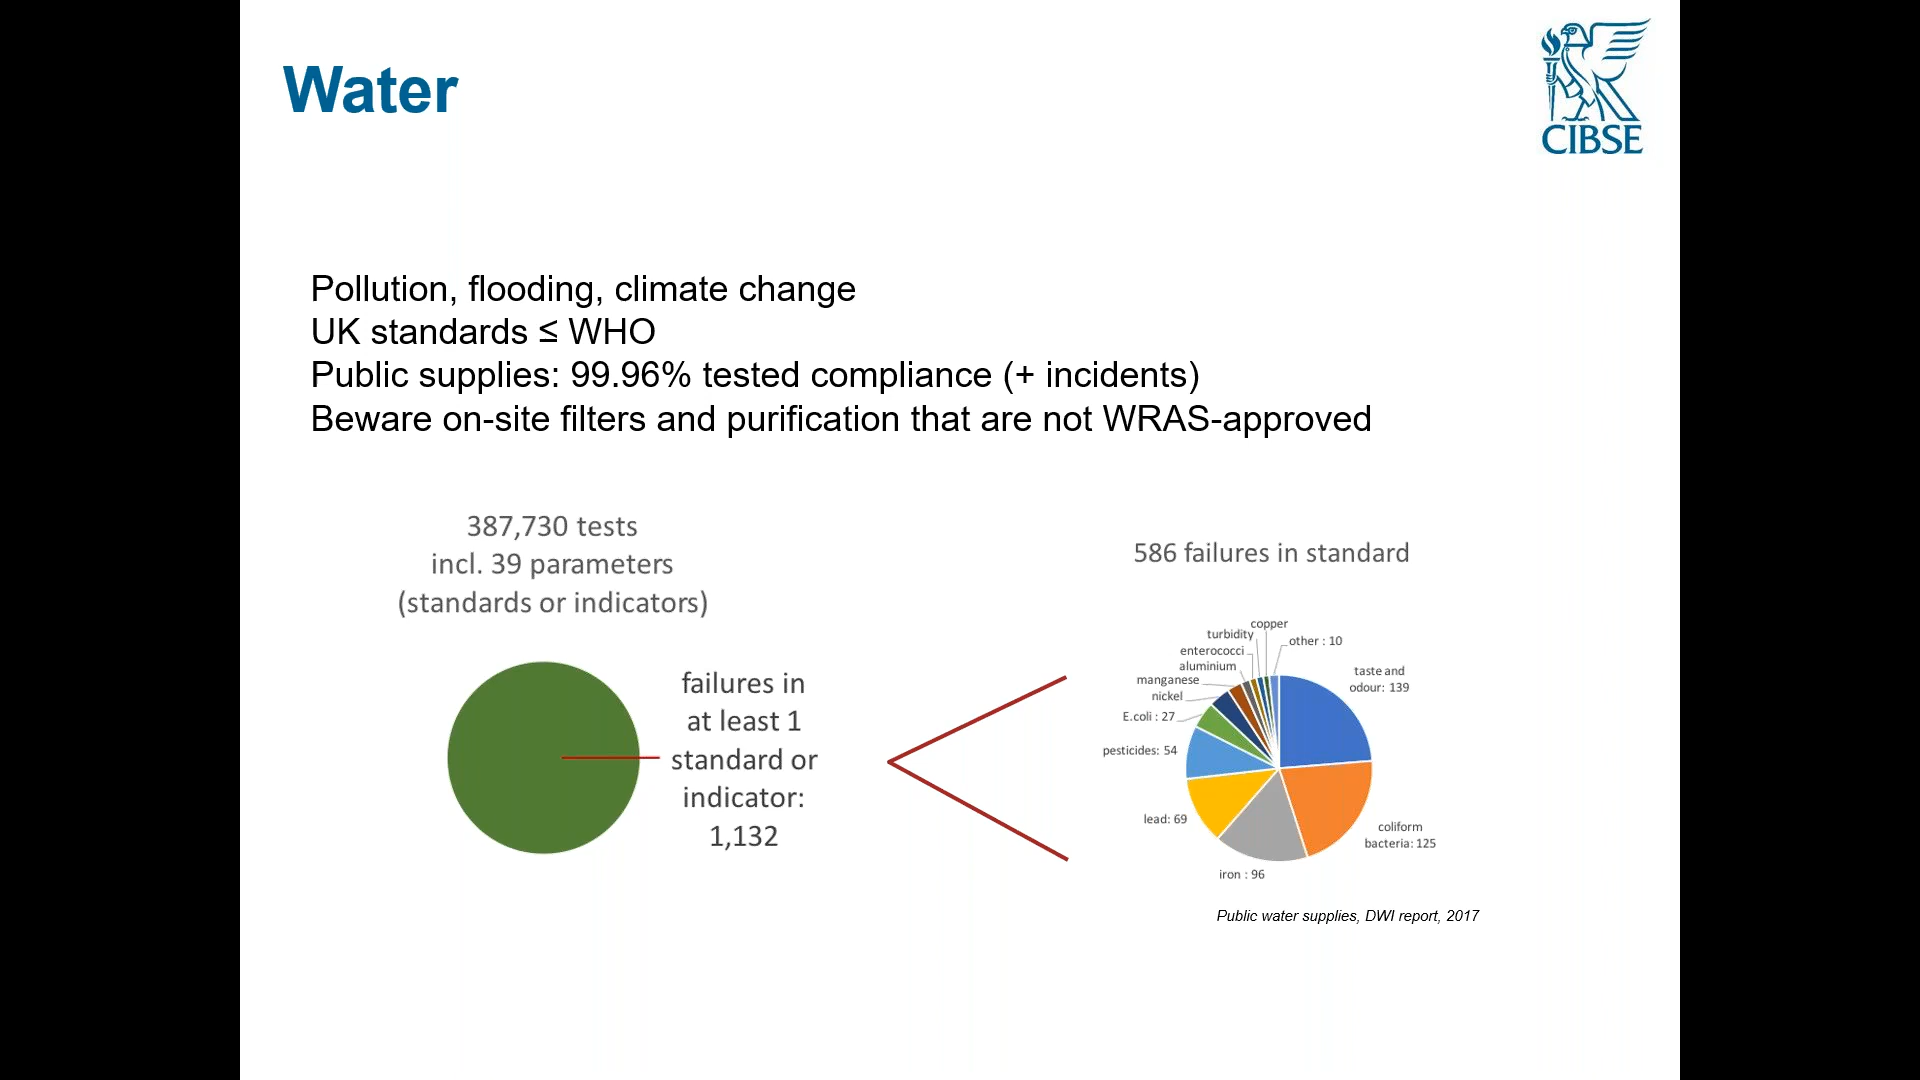 Water
CIBSE
Pollution, flooding, climate change
UK standards ≤ WHO
Public supplies: 99.96% tested compliance (+ incidents)
Beware on-site filters and purification that are not WRAS-approved
387,730 tests
incl. 39 parameters
(standards or indicators)
failures in
at least 1
standard or
indicator:
1,132
586 failures in standard
copper
turbidity
other : 10
enterococci
aluminium
taste and
odour: 139
manganese
nickel
E.coli : 27
pesticides: 54
lead: 69
coliform
bacteria: 125
iron : 96
Public water supplies, DWI report, 2017